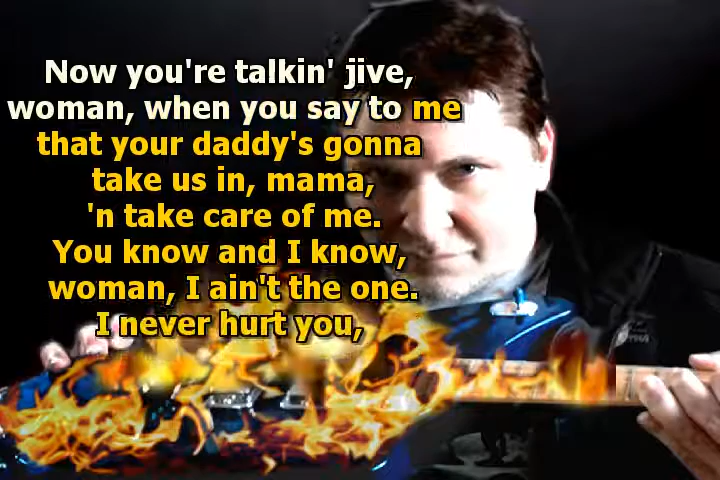 Now you're talkin' jive,
woman, when you say to me
that your daddy's gonna
take us in, mama,
'n take care of me.
You know and I know,
woman, I ain't the one.
I never hurt you,